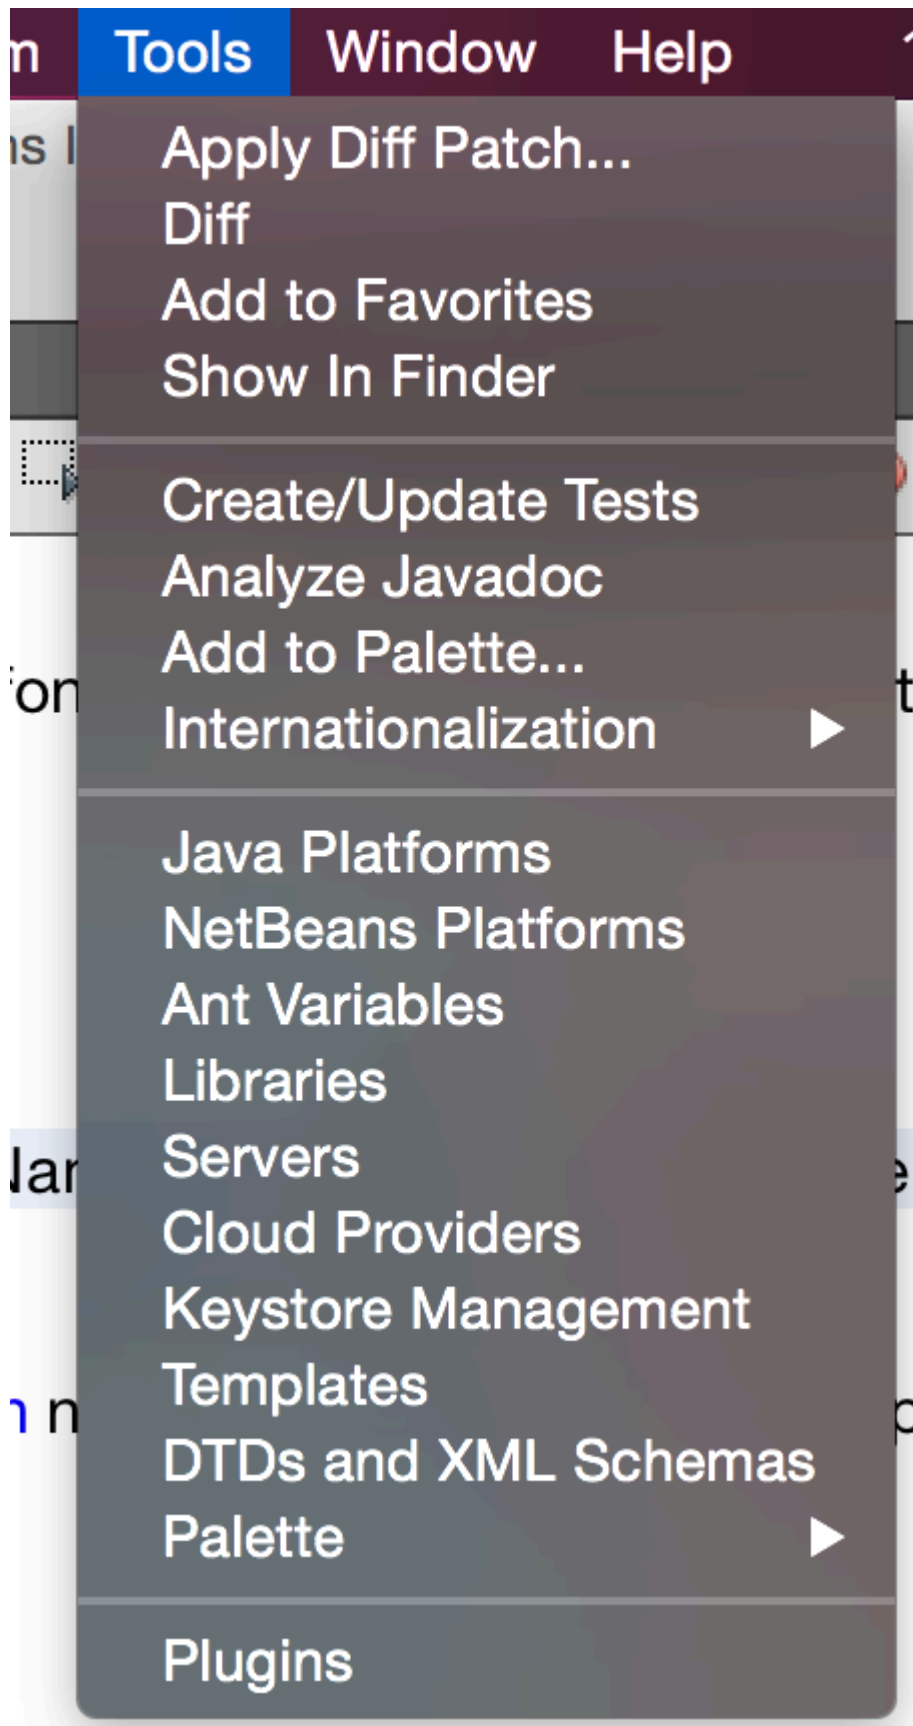 m Tools Window Help
Apply Diff Patch...
Diff
Add to Favorites
Show In Finder
Create/Update Tests
Analyze Javadoc
Add to Palette...
Internationalization
Java Platforms
NetBeans Platforms
Ant Variables
Libraries
Servers
Cloud Providers
Keystore Management
Templates
DTDs and XML Schemas
Palette
Plugins